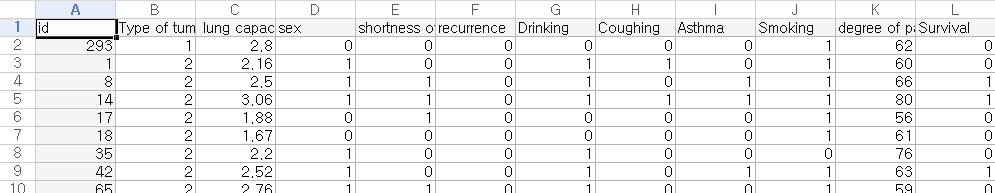 A B C D E F G H I J K L
1 id Type of tum lung capac sex shortness o recurrence Drinking Coughing Asthma Smoking degree of pa Survival
2 293 1 2,8 0 0 0 0 0 0 1 62 0
3 1 2 2,16 1 0 0 1 1 0 1 60 0
4 8 2 2,5 1 1 0 1 0 1 1 66 1
5 14 2 3,06 1 1 0 1 1 1 1 80 1
6 17 2 1,88 0 1 0 0 0 0 1 56 0
7 18 2 1,67 0 0 0 0 0 0 1 61 0
8 35 2 2,2 1 0 0 1 0 0 0 76 0
9 42 2 2,52 1 0 0 1 0 1 1 63 1
10 65 2 2,76 1 1 0 1 0 0 1 59 0